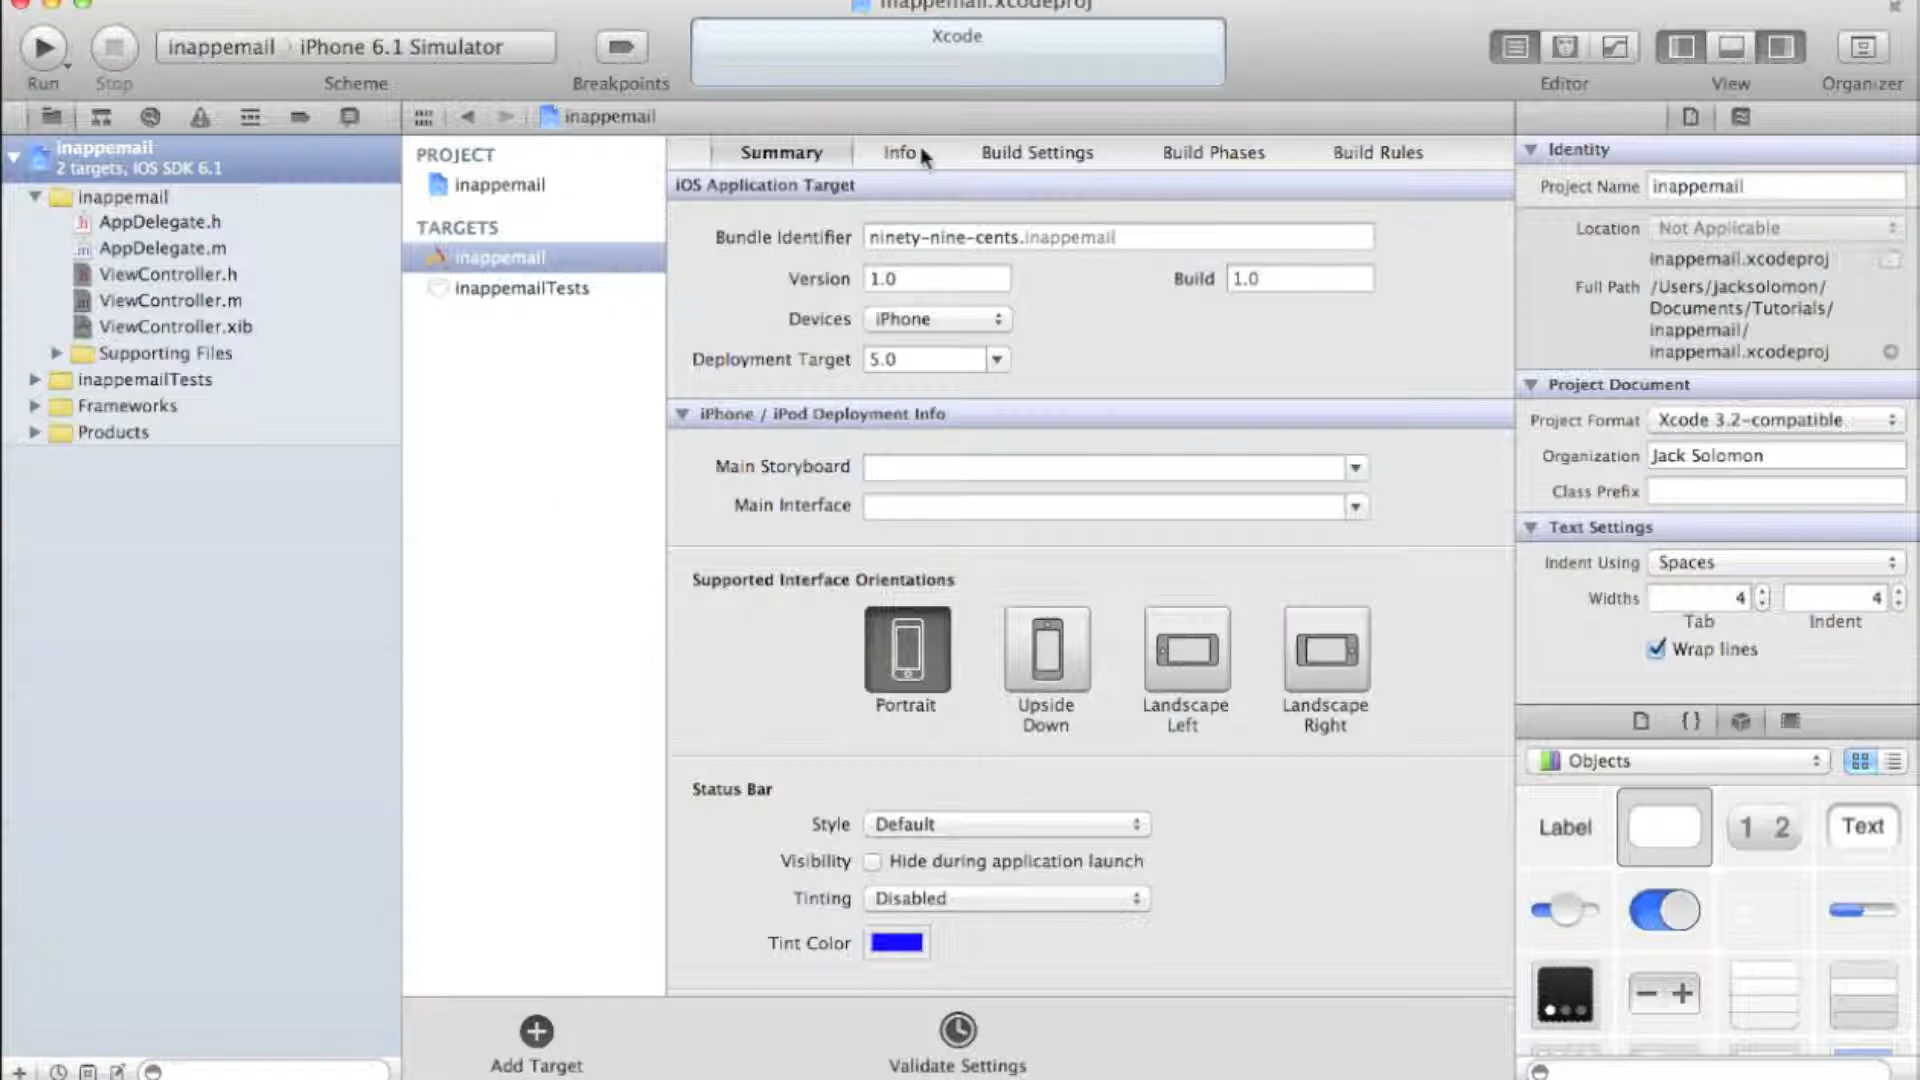 inappemail.xcodeproj
inappemail
iPhone 6.1 Simulator
Xcode
Run
Stop
Scheme
Breakpoints
Editor
View
Organizer
inappemail
inappemail
2 targets, iOS SDK 6.1
inappemail
AppDelegate.h
AppDelegate.m
ViewController.h
ViewController.m
ViewController.xib
Supporting Files
inappemailTests
Frameworks
Products
PROJECT
inappemail
TARGETS
inappemail
inappemailTests
Summary
Info
Build Settings
Build Phases
Build Rules
iOS Application Target
Bundle Identifier
ninety-nine-cents.inappemail
Version
1.0
Build
1.0
Devices
iPhone
Deployment Target
5.0
iPhone / iPod Deployment Info
Main Storyboard
Main Interface
Supported Interface Orientations
Portrait
Upside
Down
Landscape
Left
Landscape
Right
Status Bar
Style
Default
Visibility
Hide during application launch
Tinting
Disabled
Tint Color
Add Target
Validate Settings
Identity
Project Name
inappemail
Location
Not Applicable
inappemail.xcodeproj
Full Path
/Users/jacksolomon/
Documents/Tutorials/
inappemail/
inappemail.xcodeproj
Project Document
Project Format
Xcode 3.2-compatible
Organization
Jack Solomon
Class Prefix
Text Settings
Indent Using
Spaces
Widths
4
4
Tab
Indent
Wrap lines
{ }
Objects
Label
1 2
Text